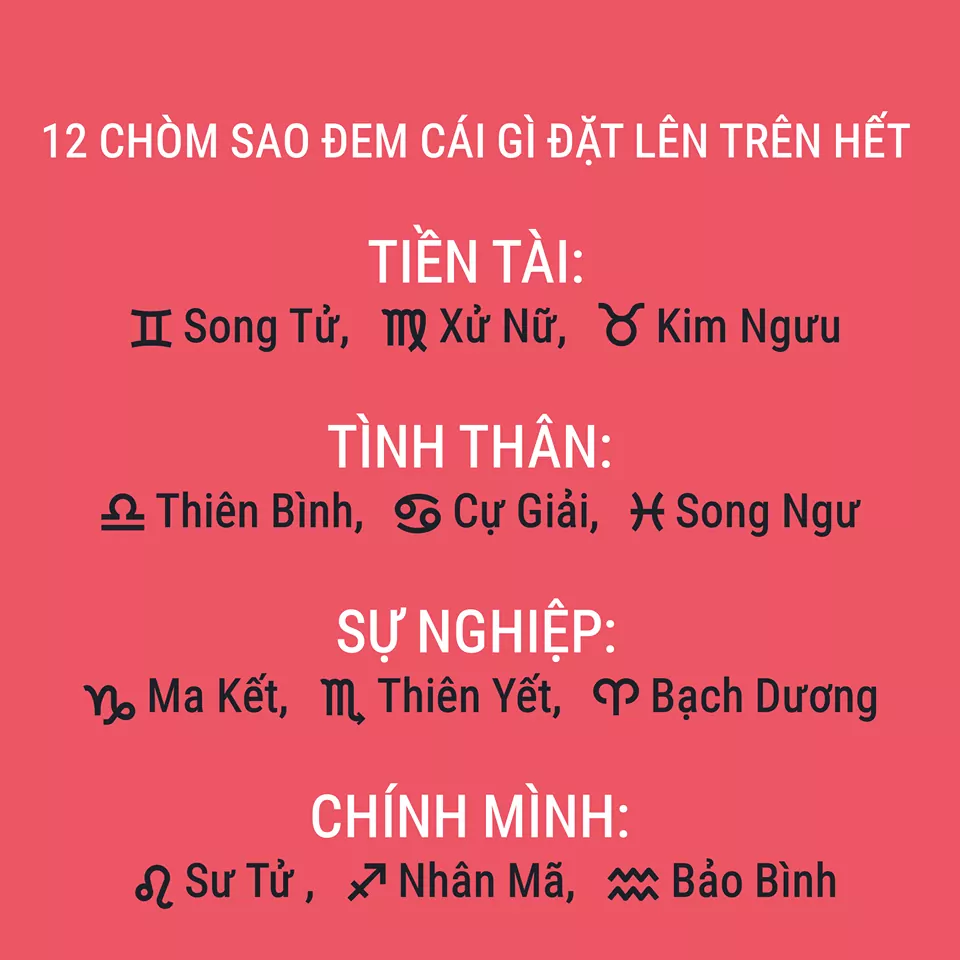 12 CHÒM SAO ĐEM CÁI GÌ ĐẶT LÊN TRÊN HẾT
TIỀN TÀI:
♊ Song Tử, ♍ Xử Nữ, ♉ Kim Ngưu
TÌNH THÂN:
♎ Thiên Bình, ♋ Cự Giải, ♓ Song Ngư
SỰ NGHIỆP:
♑ Ma Kết, ♏ Thiên Yết, ♈ Bạch Dương
CHÍNH MÌNH:
♌ Sư Tử , ♐ Nhân Mã, ♒ Bảo Bình